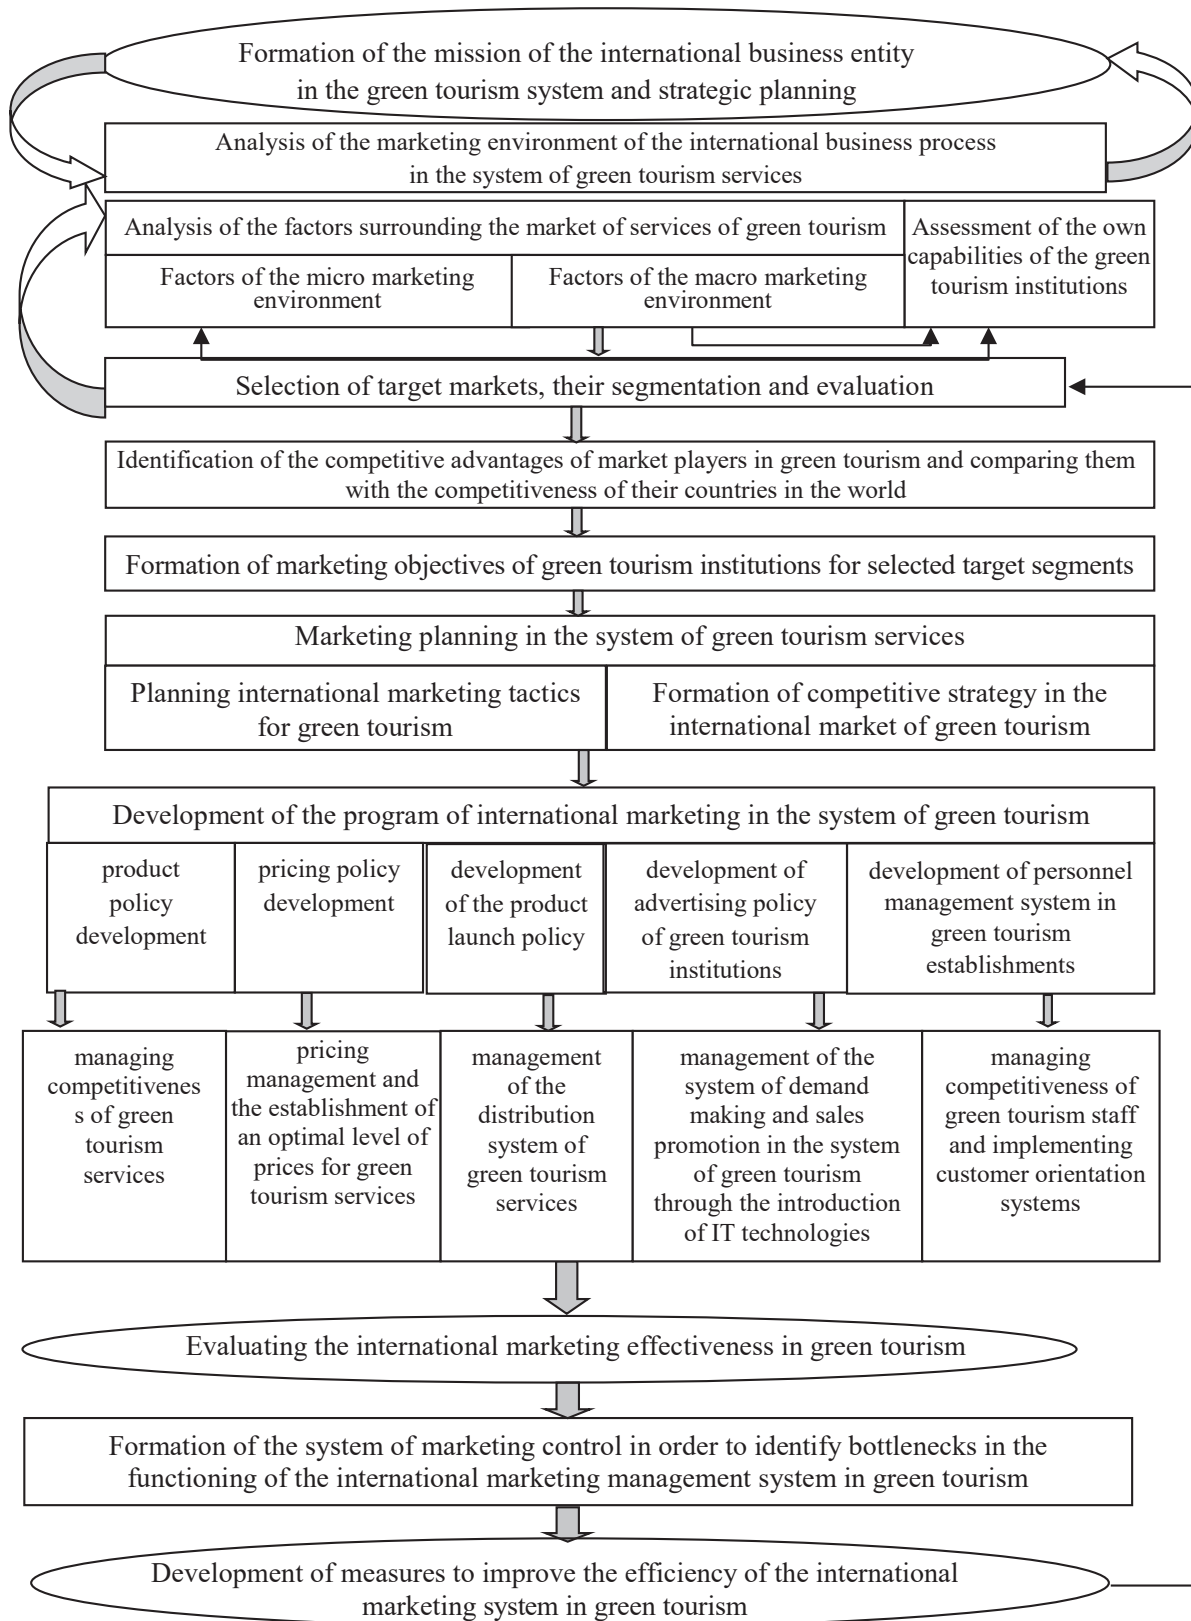 Formation of the mission of the international business entity
in the green tourism system and strategic planning
Analysis of the marketing environment of the international business process
in the system of green tourism services
Analysis of the factors surrounding the market of services of green tourism
Factors of the micro marketing
environment
Factors of the macro marketing
environment
Assessment of the own
capabilities of the green
tourism institutions
Selection of target markets, their segmentation and evaluation
Identification of the competitive advantages of market players in green tourism and comparing them
with the competitiveness of their countries in the world
Formation of marketing objectives of green tourism institutions for selected target segments
Marketing planning in the system of green tourism services
Planning international marketing tactics
for green tourism
Formation of competitive strategy in the
international market of green tourism
Development of the program of international marketing in the system of green tourism
product
policy
development
pricing policy
development
development
of the product
launch policy
development of
advertising policy
of green tourism
institutions
development of personnel
management system in
green tourism
establishments
managing
competitivenes
s of green
tourism
services
pricing
management and
the establishment of
an optimal level of
prices for green
tourism services
management
of the
distribution
system of
green tourism
services
management of the
system of demand
making and sales
promotion in the system
of green tourism
through the introduction
of IT technologies
managing
competitiveness of
green tourism staff
and implementing
customer orientation
systems
Evaluating the international marketing effectiveness in green tourism
Formation of the system of marketing control in order to identify bottlenecks in the
functioning of the international marketing management system in green tourism
Development of measures to improve the efficiency of the international
marketing system in green tourism